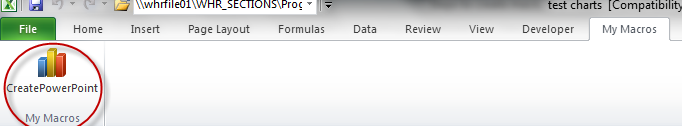 \\whrfile01\WHR_SECTIONS\Prog
test charts [Compatibility
File Home Insert Page Layout Formulas Data Review View Developer My Macros
CreatePowerPoint
My Macros